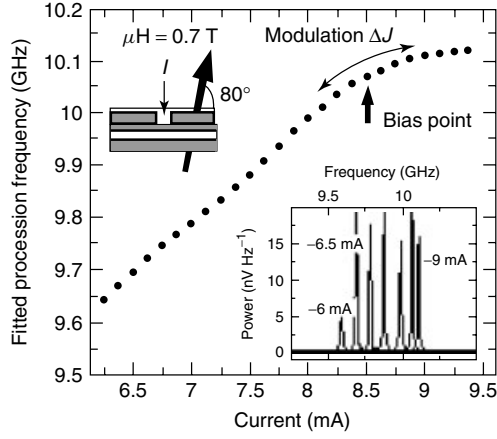 10.2
10.1
10
9.9
9.8
9.7
9.6
9.5
Fitted procession frequency (GHz)
μH = 0.7 T
I
80°
Modulation ΔJ
Bias point
Frequency (GHz)
9.6
10
15
10
5
0
Power (nV Hz⁻¹)
−6.5 mA
−6 mA
−9 mA
6.5
7
7.5
8
8.5
9
9.5
Current (mA)